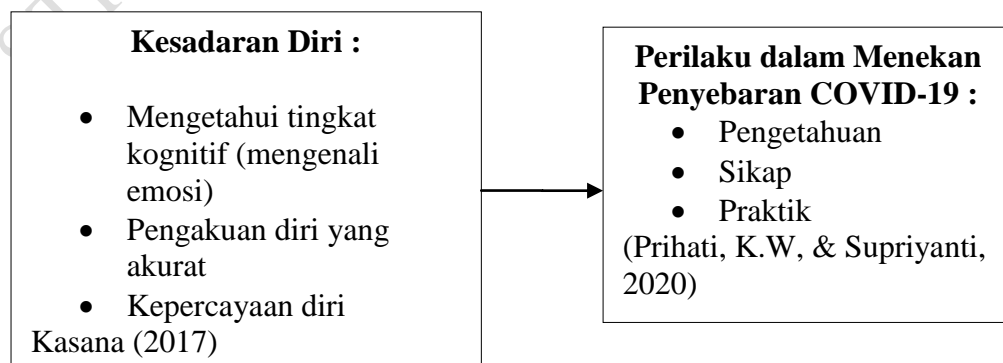 Kesadaran Diri :
• Mengetahui tingkat
kognitif (mengenali
emosi)
• Pengakuan diri yang
akurat
• Kepercayaan diri
Kasana (2017)
Perilaku dalam Menekan
Penyebaran COVID-19 :
• Pengetahuan
• Sikap
• Praktik
(Prihati, K.W, & Supriyanti,
2020)